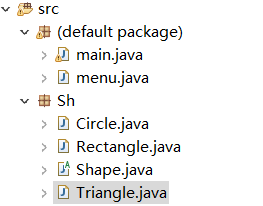 src
(default package)
main.java
menu.java
Sh
Circle.java
Rectangle.java
Shape.java
Triangle.java